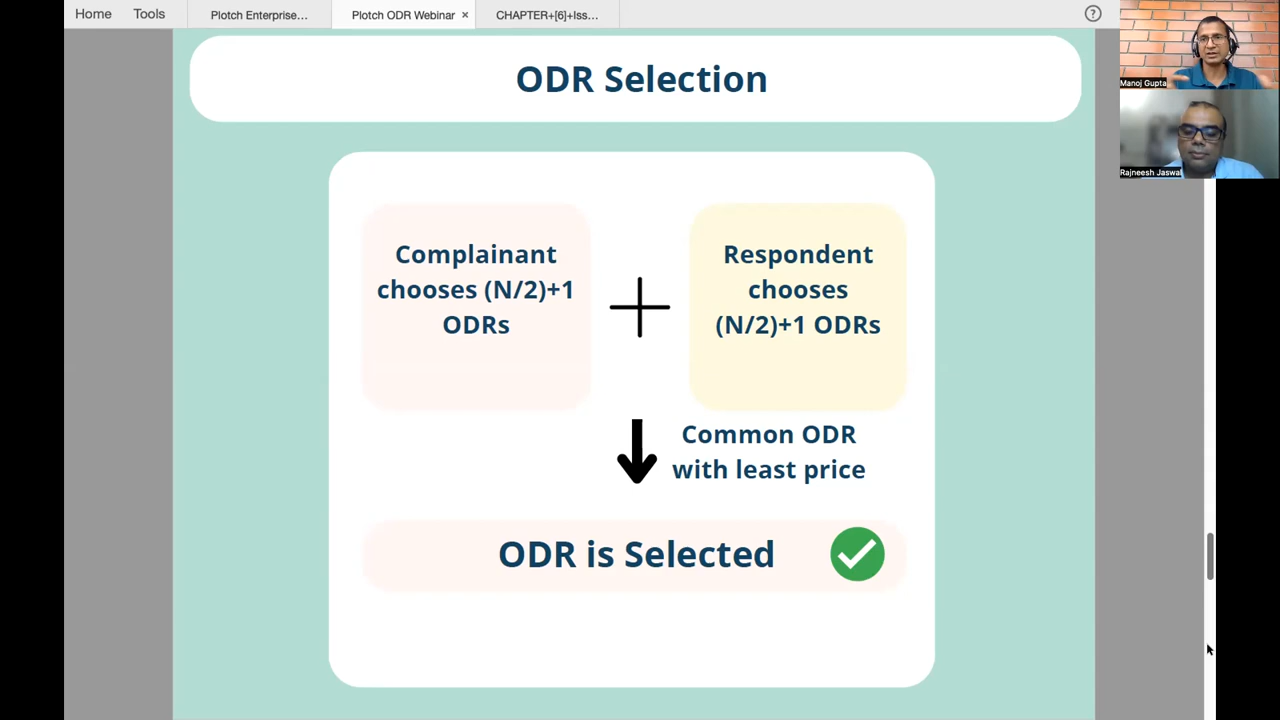 Home
Tools
Plotch Enterprise...
Plotch ODR Webinar
×
CHAPTER+[6]+Iss...
?
Manoj Gupta
Rajneesh Jaswal
ODR Selection
Complainant
chooses (N/2)+1
ODRs
Respondent
chooses
(N/2)+1 ODRs
Common ODR
with least price
ODR is Selected